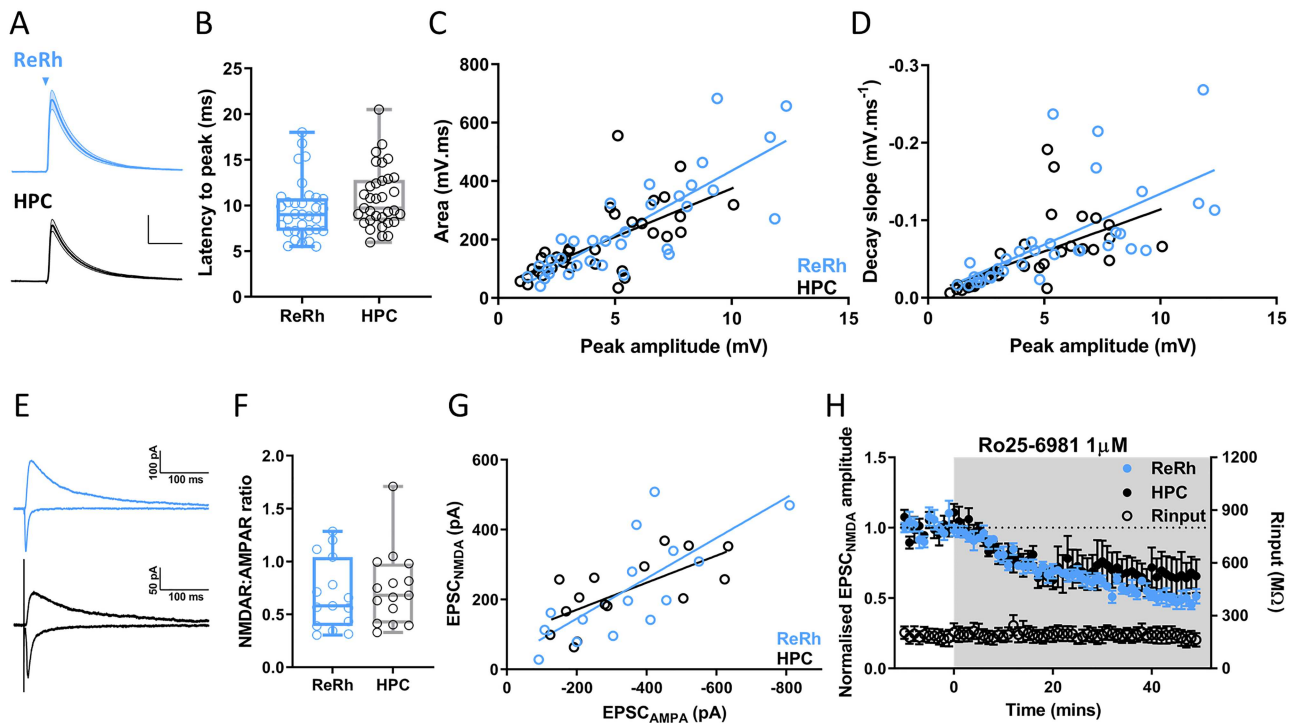 A
ReRh
HPC
B
Latency to peak (ms)
25
20
15
10
5
0
ReRh
HPC
C
Area (mV.ms)
800
600
400
200
0
0
5
10
15
Peak amplitude (mV)
ReRh
HPC
D
Decay slope (mV.ms-1)
-0.3
-0.2
-0.1
0.0
0
5
10
15
Peak amplitude (mV)
E
100 pA
100 ms
50 pA
100 ms
F
NMDAR:AMPAR ratio
2.0
1.5
1.0
0.5
0.0
ReRh
HPC
G
EPSCNMDA (pA)
600
400
200
0
0
-200
-400
-600
-800
EPSCAMPA (pA)
ReRh
HPC
H
Ro25-6981 1μM
Normalised EPSCNMDA amplitude
1.5
1.0
0.5
0.0
ReRh
HPC
Rinput
1200
900
600
300
0
Rinput (MΩ)
0
20
40
Time (mins)